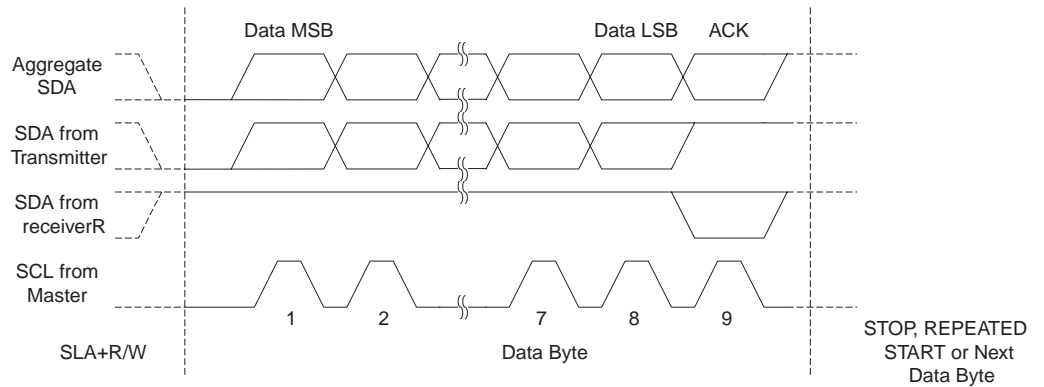 Data MSB
Data LSB
ACK
Aggregate
SDA
SDA from
Transmitter
SDA from
receiverR
SCL from
Master
1
2
7
8
9
SLA+R/W
Data Byte
STOP, REPEATED
START or Next
Data Byte